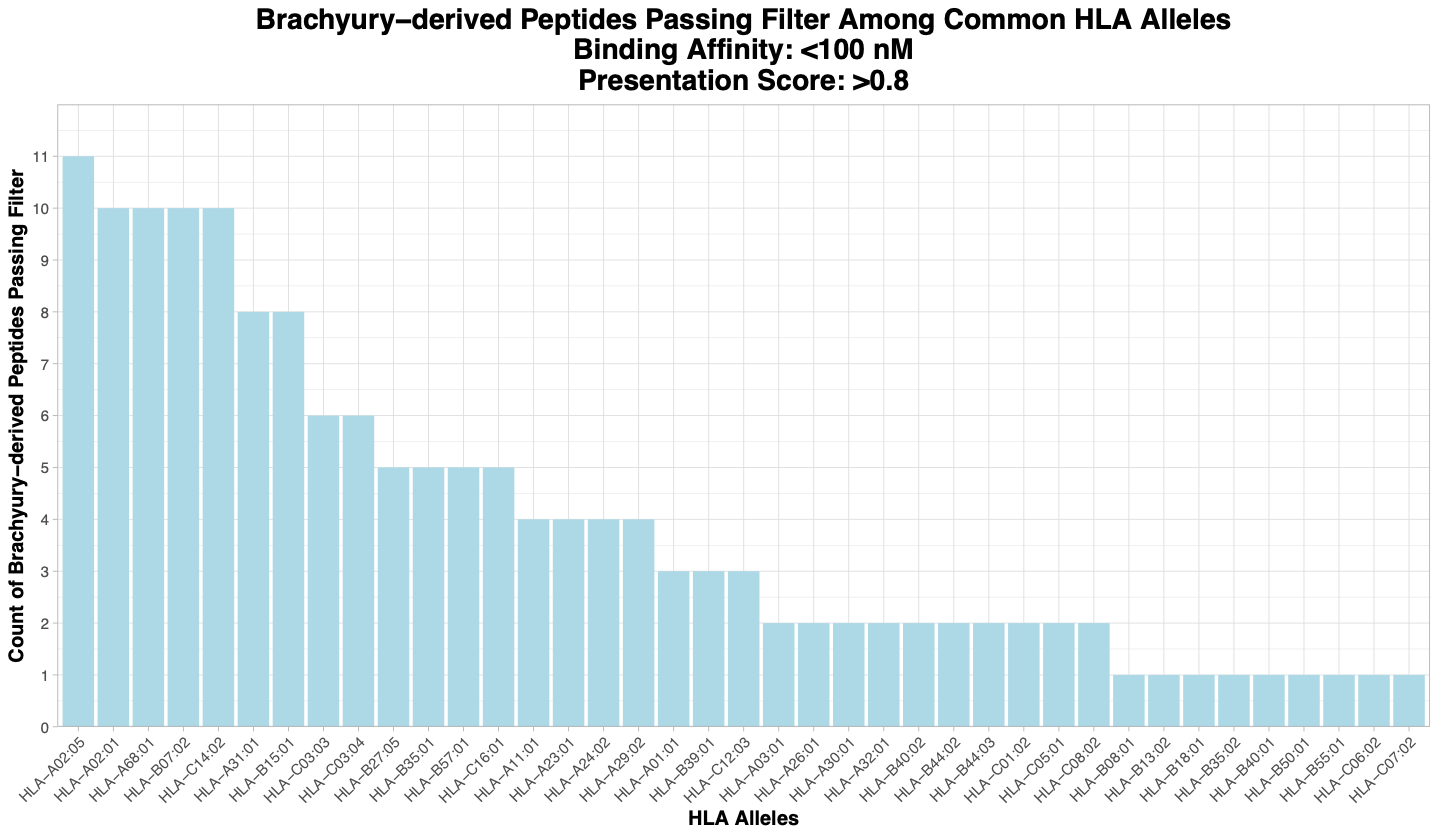 Brachyury–derived Peptides Passing Filter Among Common HLA Alleles
Binding Affinity: <100 nM
Presentation Score: >0.8
Count of Brachyury–derived Peptides Passing Filter
11
10
9
8
7
6
5
4
3
2
1
0
HLA–A02:05
HLA–A02:01
HLA–A68:01
HLA–B07:02
HLA–C14:02
HLA–A31:01
HLA–B15:01
HLA–C03:03
HLA–C03:04
HLA–B27:05
HLA–B35:01
HLA–B57:01
HLA–C16:01
HLA–A11:01
HLA–A23:01
HLA–A24:02
HLA–A29:02
HLA–A01:01
HLA–B39:01
HLA–C12:03
HLA–A03:01
HLA–A26:01
HLA–A30:01
HLA–A32:01
HLA–B40:02
HLA–B44:02
HLA–B44:03
HLA–C01:02
HLA–C05:01
HLA–C08:02
HLA–B08:01
HLA–B13:02
HLA–B18:01
HLA–B35:02
HLA–B40:01
HLA–B50:01
HLA–B55:01
HLA–C06:02
HLA–C07:02
HLA Alleles